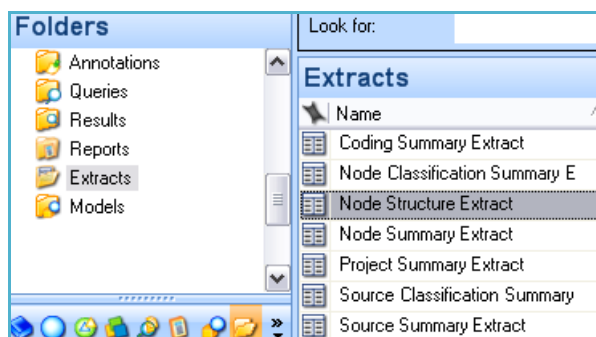 Folders
Annotations
Queries
Results
Reports
Extracts
Models
Look for:
Extracts
Name
Coding Summary Extract
Node Classification Summary E
Node Structure Extract
Node Summary Extract
Project Summary Extract
Source Classification Summary
Source Summary Extract